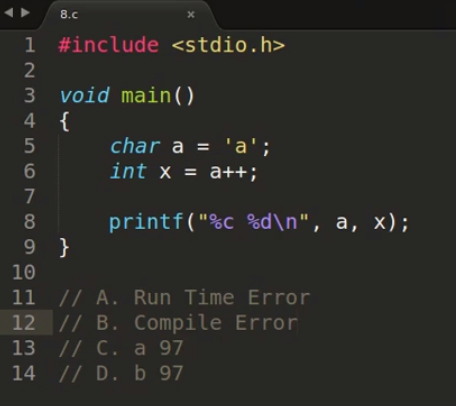 8.c ×
1 #include <stdio.h>
2
3 void main()
4 {
5     char a = 'a';
6     int x = a++;
7
8     printf("%c %d\n", a, x);
9 }
10
11 // A. Run Time Error
12 // B. Compile Error
13 // C. a 97
14 // D. b 97